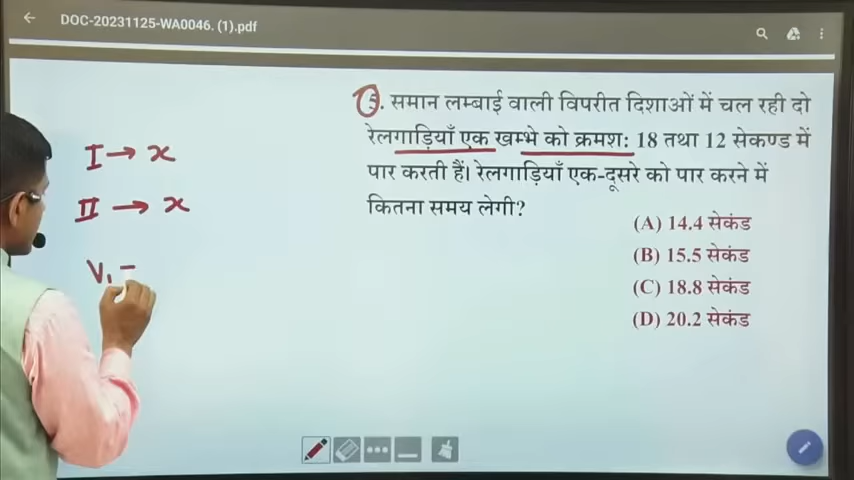 DOC-20231125-WA0046. (1).pdf
5. समान लम्बाई वाली विपरीत दिशाओं में चल रही दो
रेलगाड़ियाँ एक खम्भे को क्रमश: 18 तथा 12 सेकण्ड में
पार करती हैं। रेलगाड़ियाँ एक-दूसरे को पार करने में
कितना समय लेगी?
(A) 14.4 सेकंड
(B) 15.5 सेकंड
(C) 18.8 सेकंड
(D) 20.2 सेकंड
I → x
II → x
V₁ =